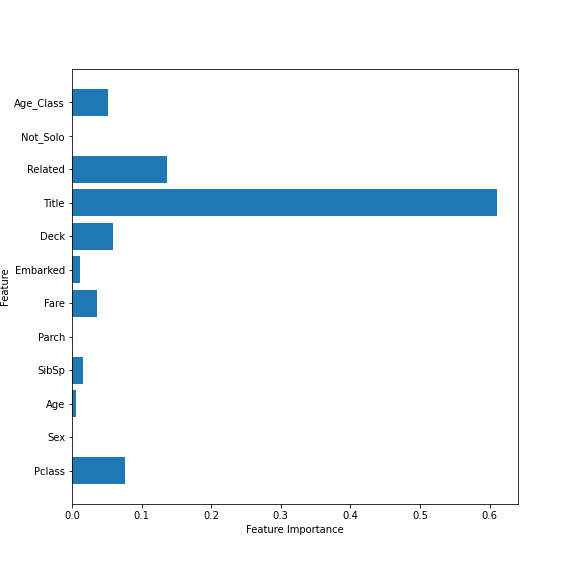 Age_Class
Not_Solo
Related
Title
Deck
Embarked
Fare
Parch
SibSp
Age
Sex
Pclass
Feature
0.0 0.1 0.2 0.3 0.4 0.5 0.6
Feature Importance